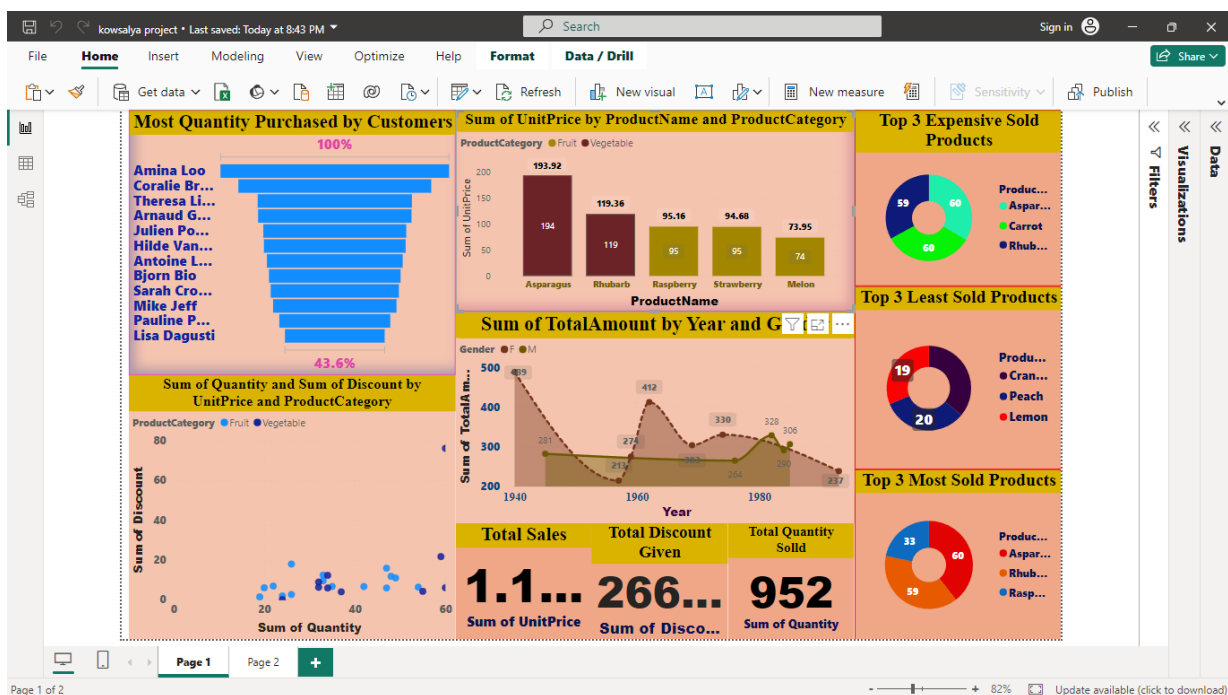 kowsalya project • Last saved: Today at 8:43 PM
Search
Sign in
File Home Insert Modeling View Optimize Help Format Data / Drill
Share
Get data
Refresh
New visual
New measure
Sensitivity
Publish
Most Quantity Purchased by Customers
100%
Amina Loo
Coralie Br...
Theresa Li...
Arnaud G...
Julien Po...
Hilde Van...
Antoine L...
Bjorn Bio
Sarah Cro...
Mike Jeff
Pauline P...
Lisa Dagusti
43.6%
Sum of UnitPrice by ProductName and ProductCategory
ProductCategory Fruit Vegetable
Sum of UnitPrice
200
150
100
50
0
193.92
119.36
95.16
94.68
73.95
194
119
95
95
74
Asparagus Rhubarb Raspberry Strawberry Melon
ProductName
Top 3 Expensive Sold
Products
59
60
60
Produc...
Aspar...
Carrot
Rhub...
Filters
Visualizations
Data
Sum of TotalAmount by Year and G
Gender F M
Sum of TotalAm...
500
400
300
200
489
281
213
274
412
303
330
264
328
290
306
237
1940 1960 1980
Year
Top 3 Least Sold Products
19
20
Produ...
Cran...
Peach
Lemon
Sum of Quantity and Sum of Discount by
UnitPrice and ProductCategory
ProductCategory Fruit Vegetable
Sum of Discount
80
60
40
20
0
0 20 40 60
Sum of Quantity
Total Sales
1.1...
Sum of UnitPrice
Total Discount
Given
266...
Sum of Disco...
Total Quantity
Solld
952
Sum of Quantity
Top 3 Most Sold Products
33
60
59
Produc...
Aspar...
Rhub...
Rasp...
Page 1 Page 2 +
Page 1 of 2
- + 82%
Update available (click to download)